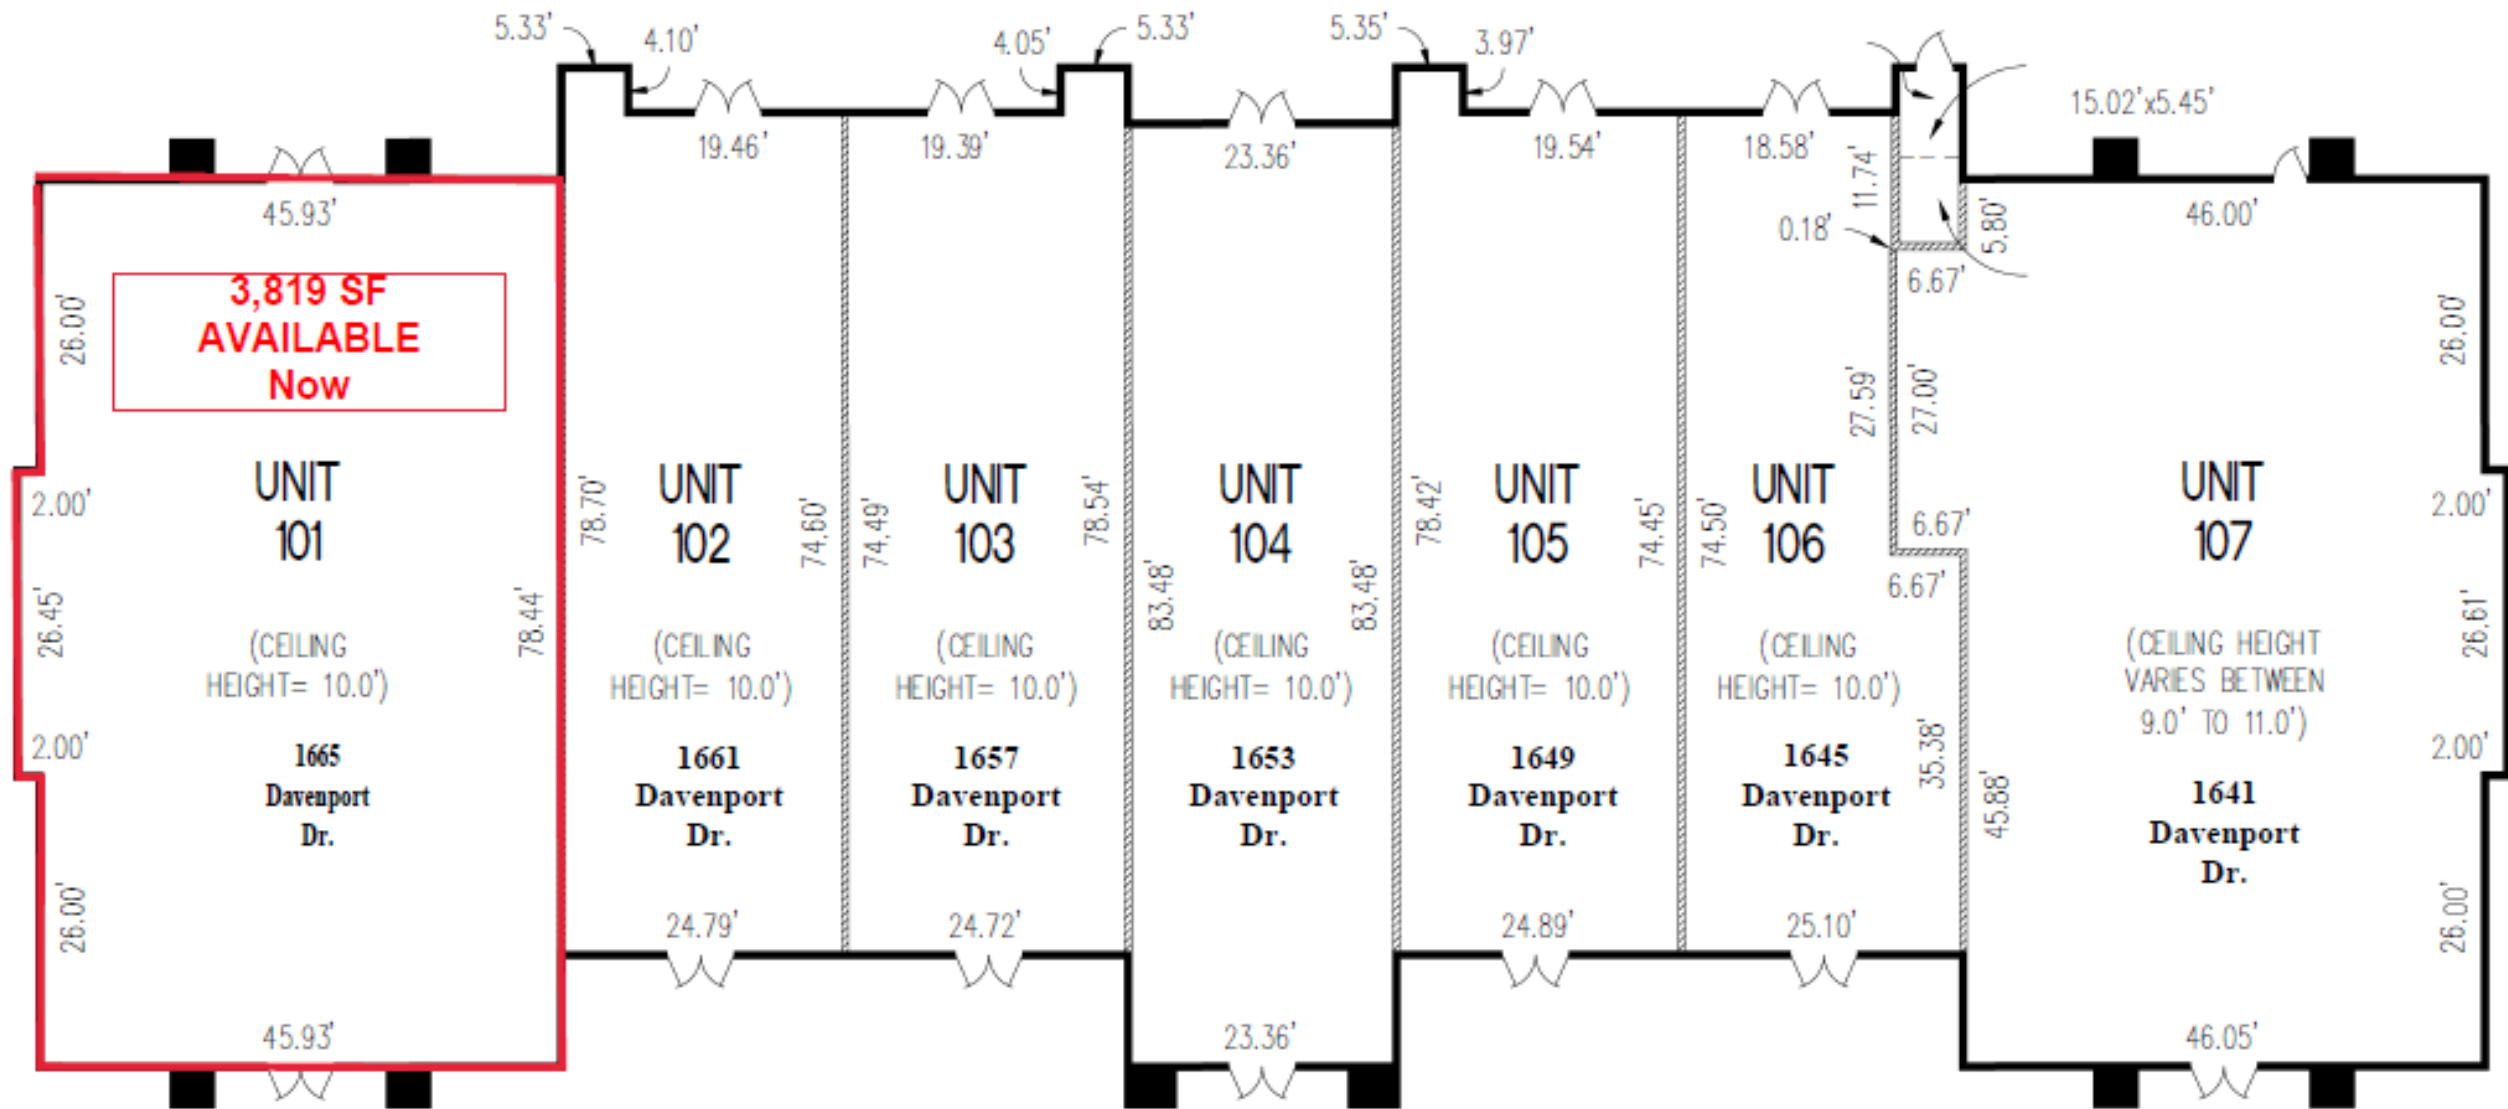 5.33'
4.10'
4.05'
5.33'
5.35'
3.97'
15.02'x5.45'
45.93'
19.46'
19.39'
23.36'
19.54'
18.58'
11.74'
0.18'
5.80'
6.67'
46.00'
3,819 SF
AVAILABLE
Now
26.00'
27.59'
27.00'
26.00'
UNIT
101
2.00'
78.70'
UNIT
102
74.60'
74.49'
UNIT
103
78.54'
UNIT
104
78.42'
UNIT
105
74.45'
74.50'
UNIT
106
6.67'
6.67'
UNIT
107
2.00'
26.45'
78.44'
83.48'
83.48'
26.61'
(CEILING
HEIGHT= 10.0')
(CEILING
HEIGHT= 10.0')
(CEILING
HEIGHT= 10.0')
(CEILING
HEIGHT= 10.0')
(CEILING
HEIGHT= 10.0')
(CEILING
HEIGHT= 10.0')
(CEILING HEIGHT
VARIES BETWEEN
9.0' TO 11.0')
2.00'
35.38'
45.88'
2.00'
1665
Davenport
Dr.
1661
Davenport
Dr.
1657
Davenport
Dr.
1653
Davenport
Dr.
1649
Davenport
Dr.
1645
Davenport
Dr.
1641
Davenport
Dr.
26.00'
24.79'
24.72'
24.89'
25.10'
26.00'
45.93'
23.36'
46.05'